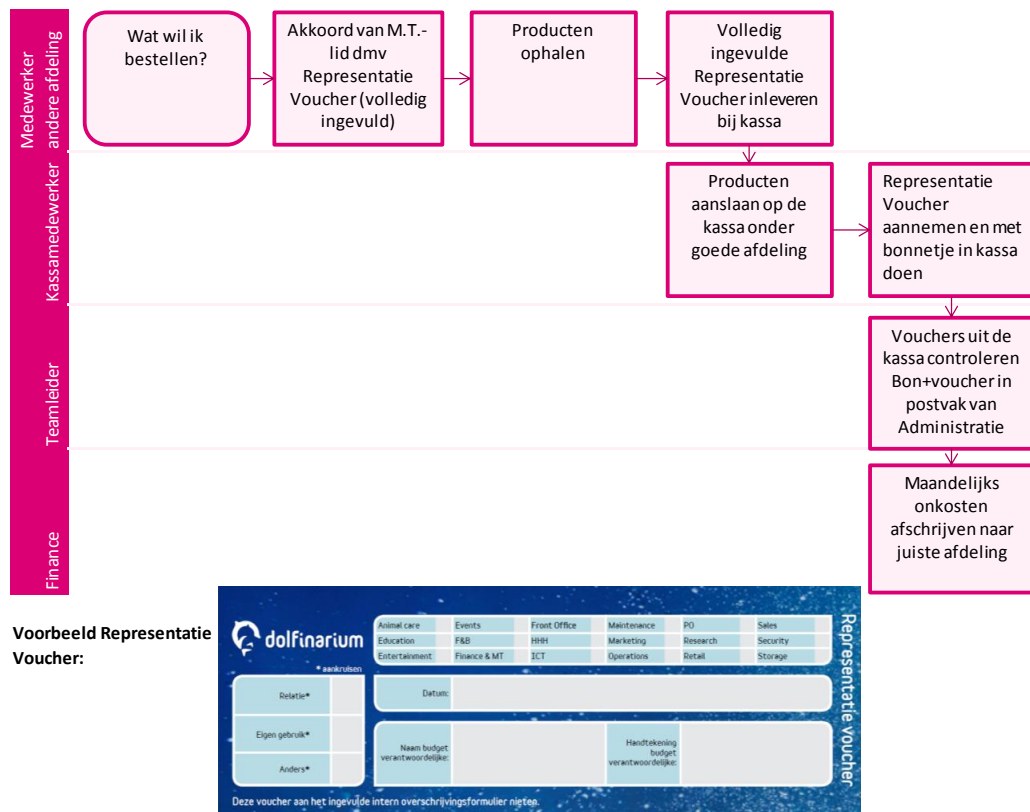 Medewerker
andere afdeling
Wat wil ik
bestellen?
Akkoord van M.T.-
lid dmv
Representatie
Voucher (volledig
ingevuld)
Producten
ophalen
Volledig
ingevulde
Representatie
Voucher inleveren
bij kassa
Kassamedewerker
Producten
aanslaan op de
kassa onder
goede afdeling
Representatie
Voucher
aannemen en met
bonnetje in kassa
doen
Teamleider
Vouchers uit de
kassa controleren
Bon+voucher in
postvak van
Administratie
Finance
Maandelijks
onkosten
afschrijven naar
juiste afdeling
Voorbeeld Representatie
Voucher:
dolfinarium
* aankruisen
Animal care Events Front Office Maintenance PO Sales
Education F&B HHH Marketing Research Security
Entertainment Finance & MT ICT Operations Retail Storage
Relatie*
Eigen gebruik*
Anders*
Datum:
Naam budget
verantwoordelijke:
Handtekening
budget
verantwoordelijke:
Representatie voucher
Deze voucher aan het ingevulde intern overschrijvingsformulier nieten.